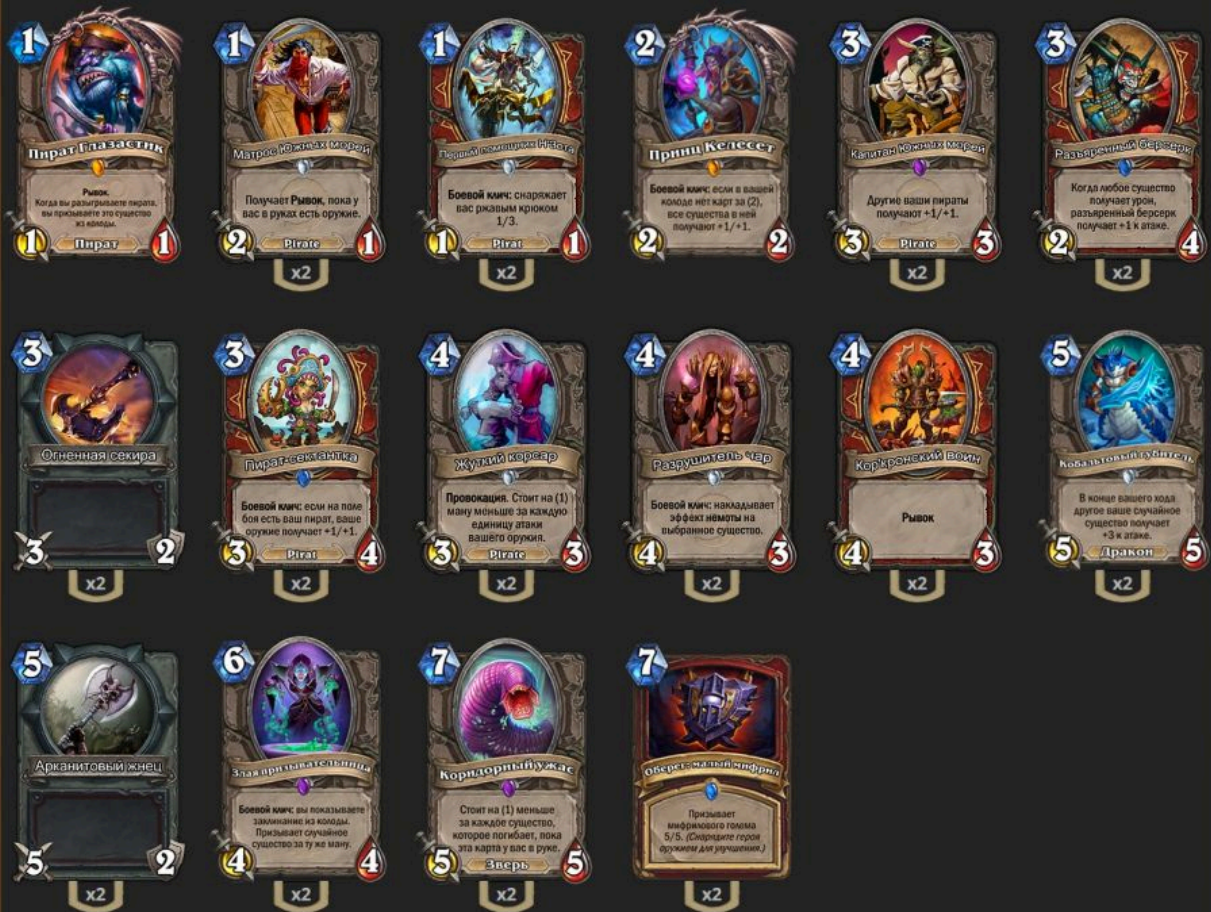 1
Пират Глазастик
Рывок.
Когда вы разыгрываете пирата,
вы призываете это существо
из колоды.
1
Пират
1
1
Матрос Южных морей
Получает Рывок, пока у
вас в руках есть оружие.
2
Pirate
1
x2
1
Первый помощник Н'Зота
Боевой клич: снаряжает
вас ржавым крюком
1/3.
1
Pirat
1
x2
2
Принц Келесет
Боевой клич: если в вашей
колоде нет карт за (2),
все существа в ней
получают +1/+1.
2
2
3
Капитан Южных морей
Другие ваши пираты
получают +1/+1.
3
Pirate
3
x2
3
Разъяренный берсерк
Когда любое существо
получает урон,
разъяренный берсерк
получает +1 к атаке.
2
4
x2
3
Огненная секира
3
2
x2
3
Пират-сектантка
Боевой клич: если на поле
боя есть ваш пират, ваше
оружие получает +1/+1.
3
Pirat
4
x2
4
Жуткий корсар
Провокация. Стоит на (1)
ману меньше за каждую
единицу атаки
вашего оружия.
3
Pirate
3
x2
4
Разрушитель чар
Боевой клич: накладывает
эффект немоты на
выбранное существо.
4
3
x2
4
Кор'кронский воин
Рывок
4
3
x2
5
Кобальтовый губитель
В конце вашего хода
другое ваше случайное
существо получает
+3 к атаке.
5
Дракон
5
x2
5
Арканитовый жнец
5
2
x2
6
Злая призывательница
Боевой клич: вы показываете
заклинание из колоды.
Призывает случайное
существо за ту же ману.
4
4
x2
7
Коридорный ужас
Стоит на (1) меньше
за каждое существо,
которое погибает, пока
эта карта у вас в руке.
5
Зверь
5
x2
7
Оберег: малый мифрил
Призывает
мифрилового голема
5/5. (Снарядите героя
оружием для улучшения.)
x2